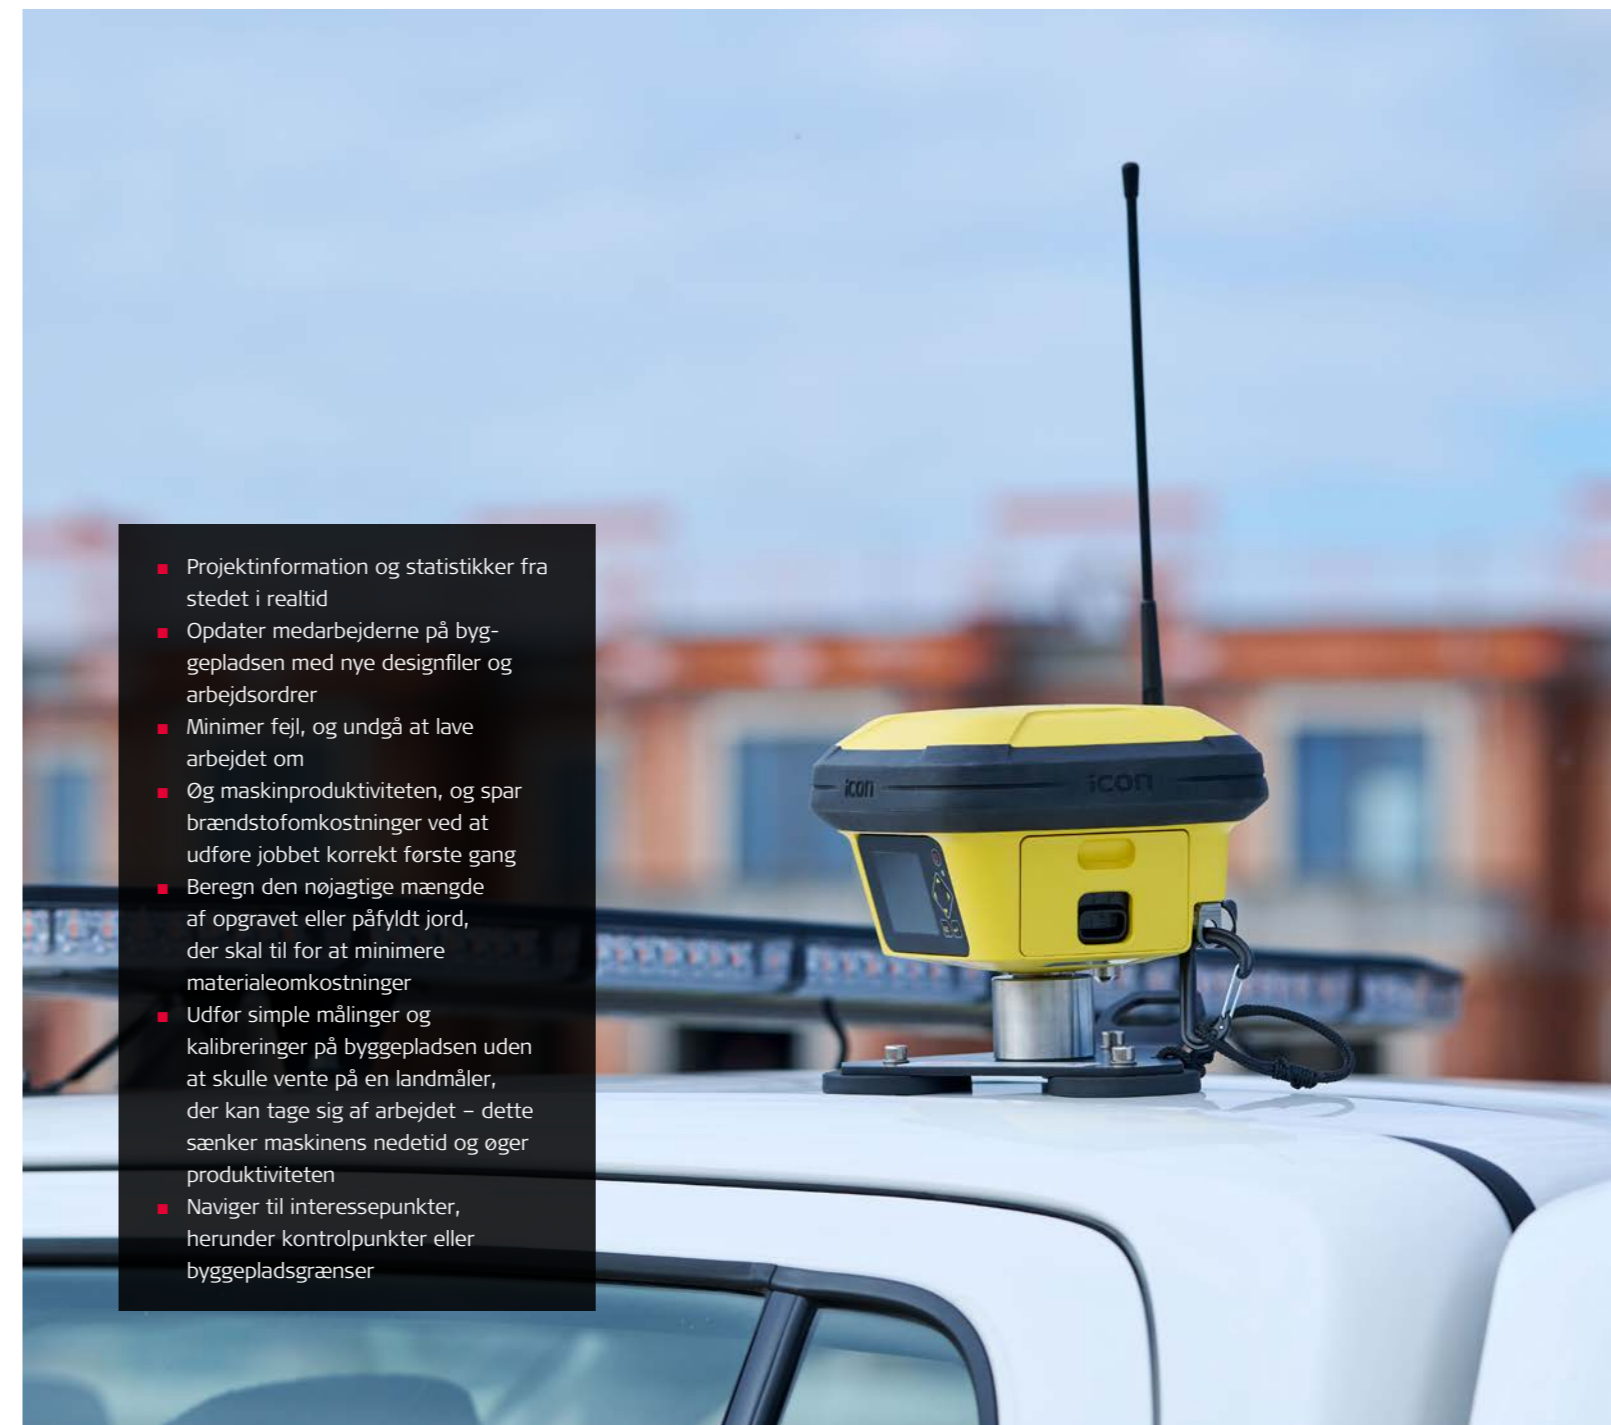 Projektinformation og statistikker fra
stedet i realtid
Opdater medarbejderne på byg-
gepladsen med nye designfiler og
arbejdsordrer
Minimer fejl, og undgå at lave
arbejdet om
Øg maskinproduktiviteten, og spar
brændstofomkostninger ved at
udføre jobbet korrekt første gang
Beregn den nøjagtige mængde
af opgravet eller påfyldt jord,
der skal til for at minimere
materialeomkostninger
Udfør simple målinger og
kalibreringer på byggepladsen uden
at skulle vente på en landmåler,
der kan tage sig af arbejdet – dette
sænker maskinens nedetid og øger
produktiviteten
Naviger til interessepunkter,
herunder kontrolpunkter eller
byggepladsgrænser
icon
icon